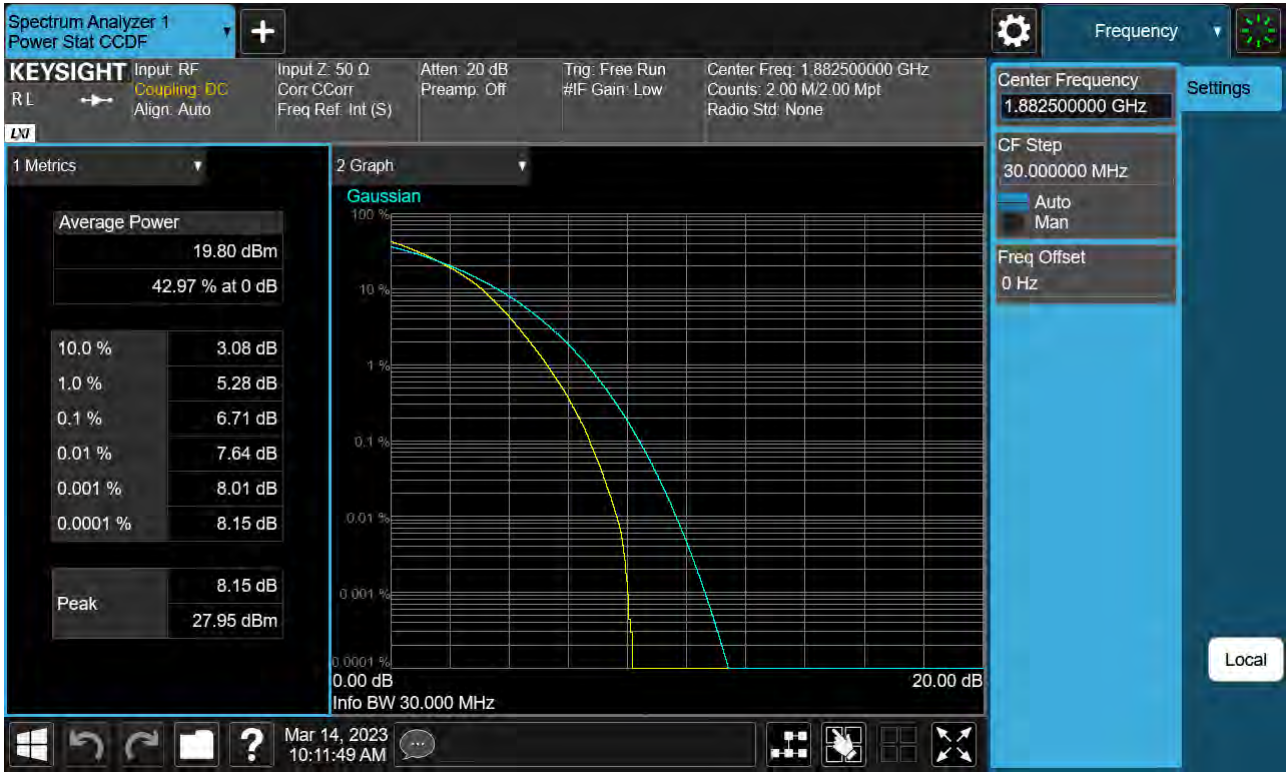 Spectrum Analyzer 1
Power Stat CCDF
+
Frequency
KEYSIGHT
R L
LXI
Input: RF
Coupling: DC
Align: Auto
Input Z: 50 Ω
Corr CCorr
Freq Ref: Int (S)
Atten: 20 dB
Preamp: Off
Trig: Free Run
#IF Gain: Low
Center Freq: 1.882500000 GHz
Counts: 2.00 M/2.00 Mpt
Radio Std: None
Center Frequency
1.882500000 GHz
Settings
CF Step
30.000000 MHz
Auto
Man
Freq Offset
0 Hz
Local
1 Metrics
Average Power
19.80 dBm
42.97 % at 0 dB
10.0 % 3.08 dB
1.0 % 5.28 dB
0.1 % 6.71 dB
0.01 % 7.64 dB
0.001 % 8.01 dB
0.0001 % 8.15 dB
Peak
8.15 dB
27.95 dBm
2 Graph
Gaussian
100 %
10 %
1 %
0.1 %
0.01 %
0.001 %
0.0001 %
0.00 dB
20.00 dB
Info BW 30.000 MHz
?
Mar 14, 2023
10:11:49 AM